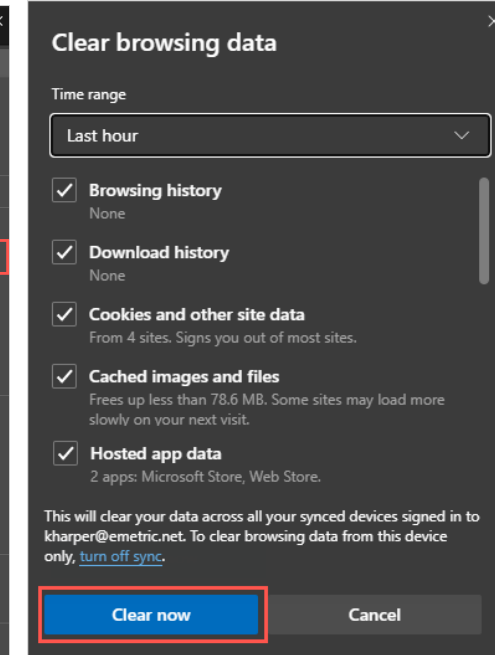 Clear browsing data
Time range
Last hour
Browsing history
None
Download history
None
Cookies and other site data
From 4 sites. Signs you out of most sites.
Cached images and files
Frees up less than 78.6 MB. Some sites may load more
slowly on your next visit.
Hosted app data
2 apps: Microsoft Store, Web Store.
This will clear your data across all your synced devices signed in to
kharper@emetric.net. To clear browsing data from this device
only, turn off sync.
Clear now
Cancel